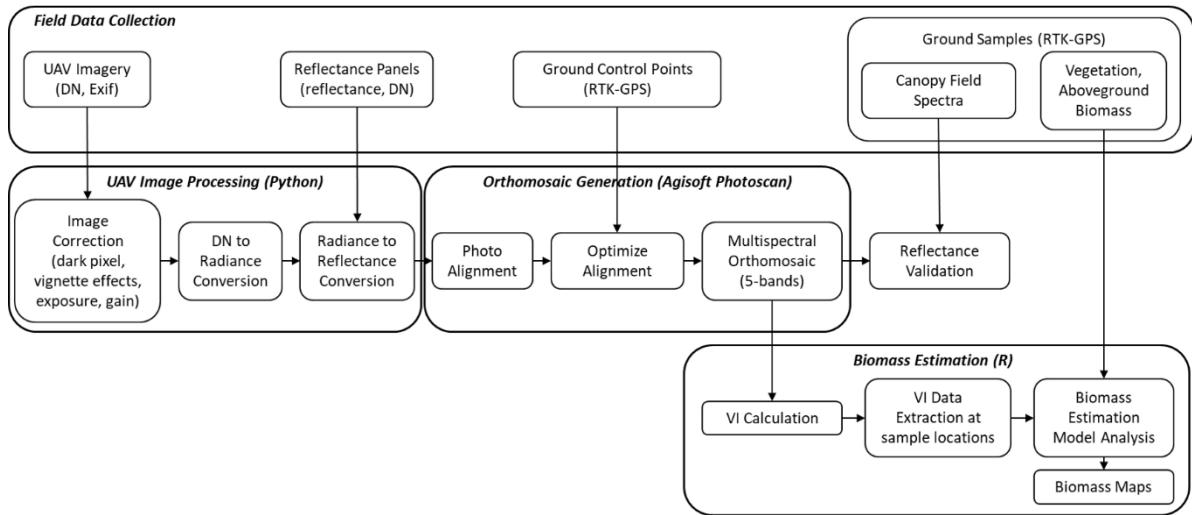 Field Data Collection
UAV Imagery
(DN, Exif)
Reflectance Panels
(reflectance, DN)
Ground Control Points
(RTK-GPS)
Ground Samples (RTK-GPS)
Canopy Field
Spectra
Vegetation,
Aboveground
Biomass
UAV Image Processing (Python)
Image
Correction
(dark pixel,
vignette effects,
exposure, gain)
DN to
Radiance
Conversion
Radiance to
Reflectance
Conversion
Orthomosaic Generation (Agisoft Photoscan)
Photo
Alignment
Optimize
Alignment
Multispectral
Orthomosaic
(5-bands)
Reflectance
Validation
Biomass Estimation (R)
VI Calculation
VI Data
Extraction at
sample locations
Biomass
Estimation
Model Analysis
Biomass Maps